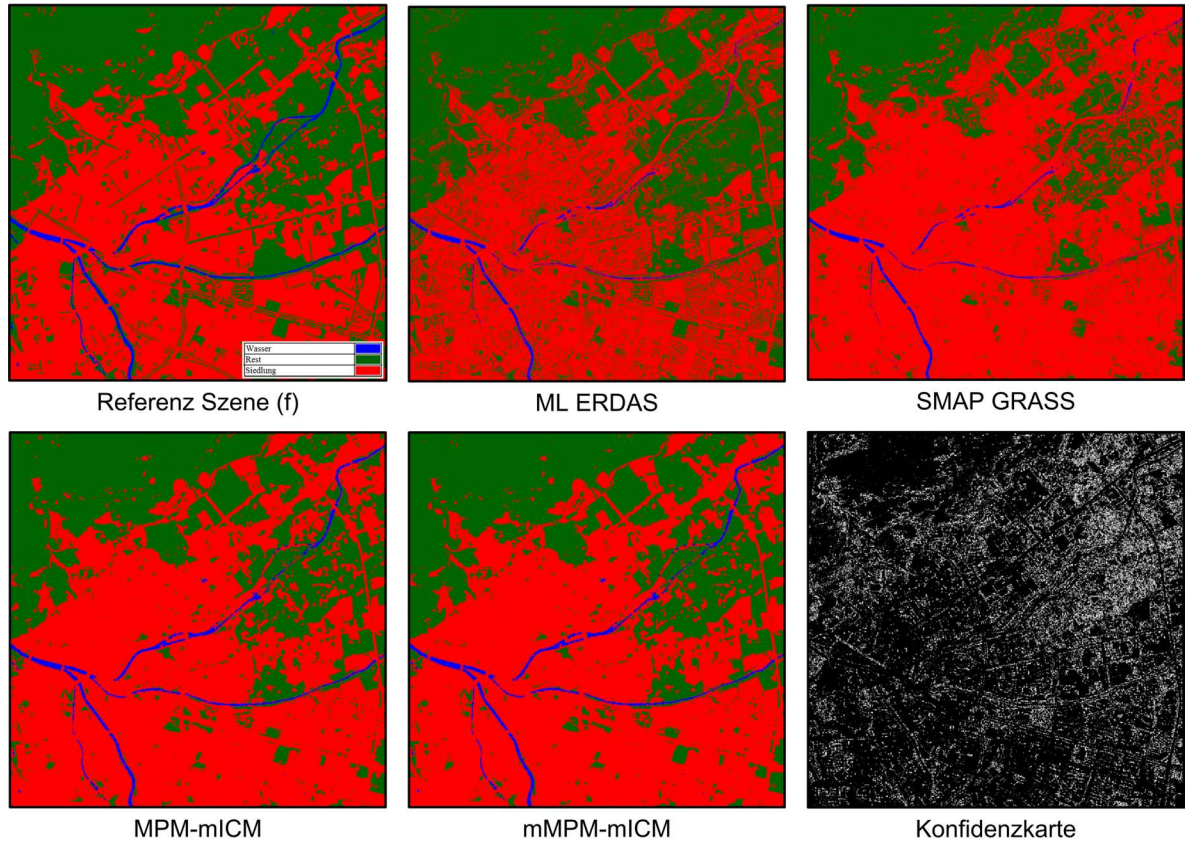 Wasser
Rest
Siedlung
Referenz Szene (f)
ML ERDAS
SMAP GRASS
MPM-mICM
mMPM-mICM
Konfidenzkarte